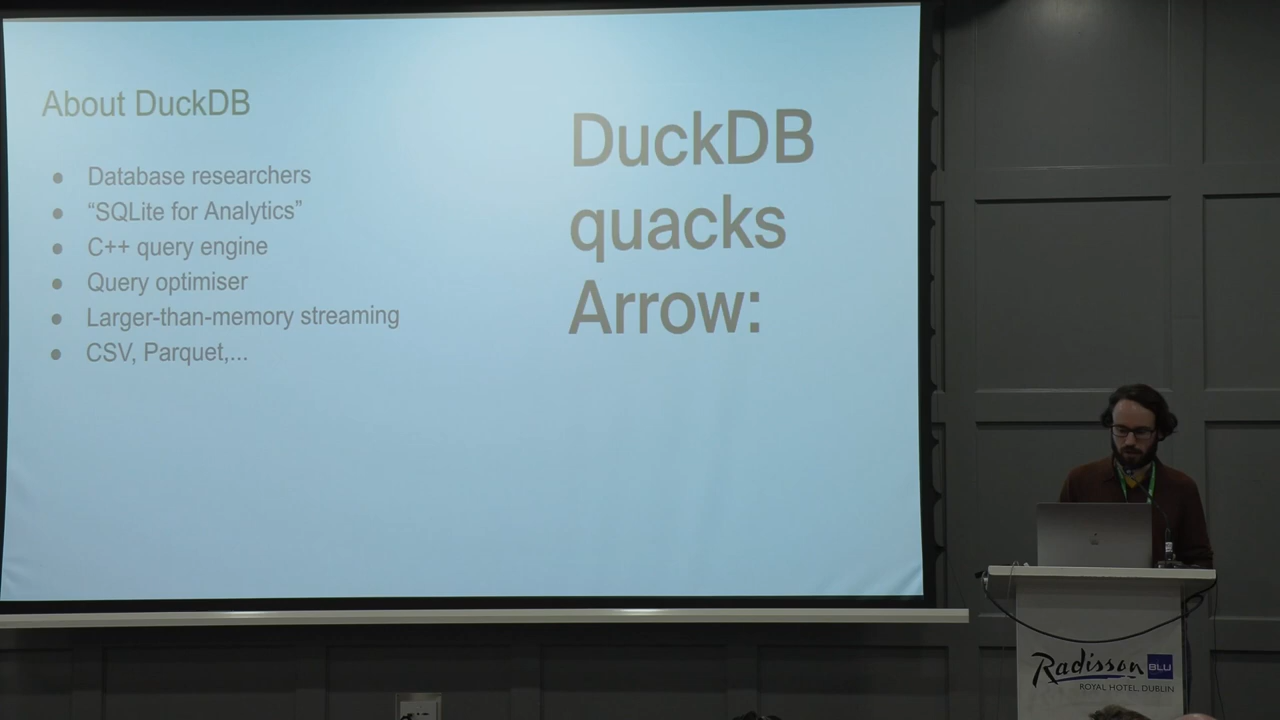 About DuckDB
● Database researchers
● “SQLite for Analytics”
● C++ query engine
● Query optimiser
● Larger-than-memory streaming
● CSV, Parquet,...
DuckDB
quacks
Arrow:
Radisson BLU
ROYAL HOTEL, DUBLIN